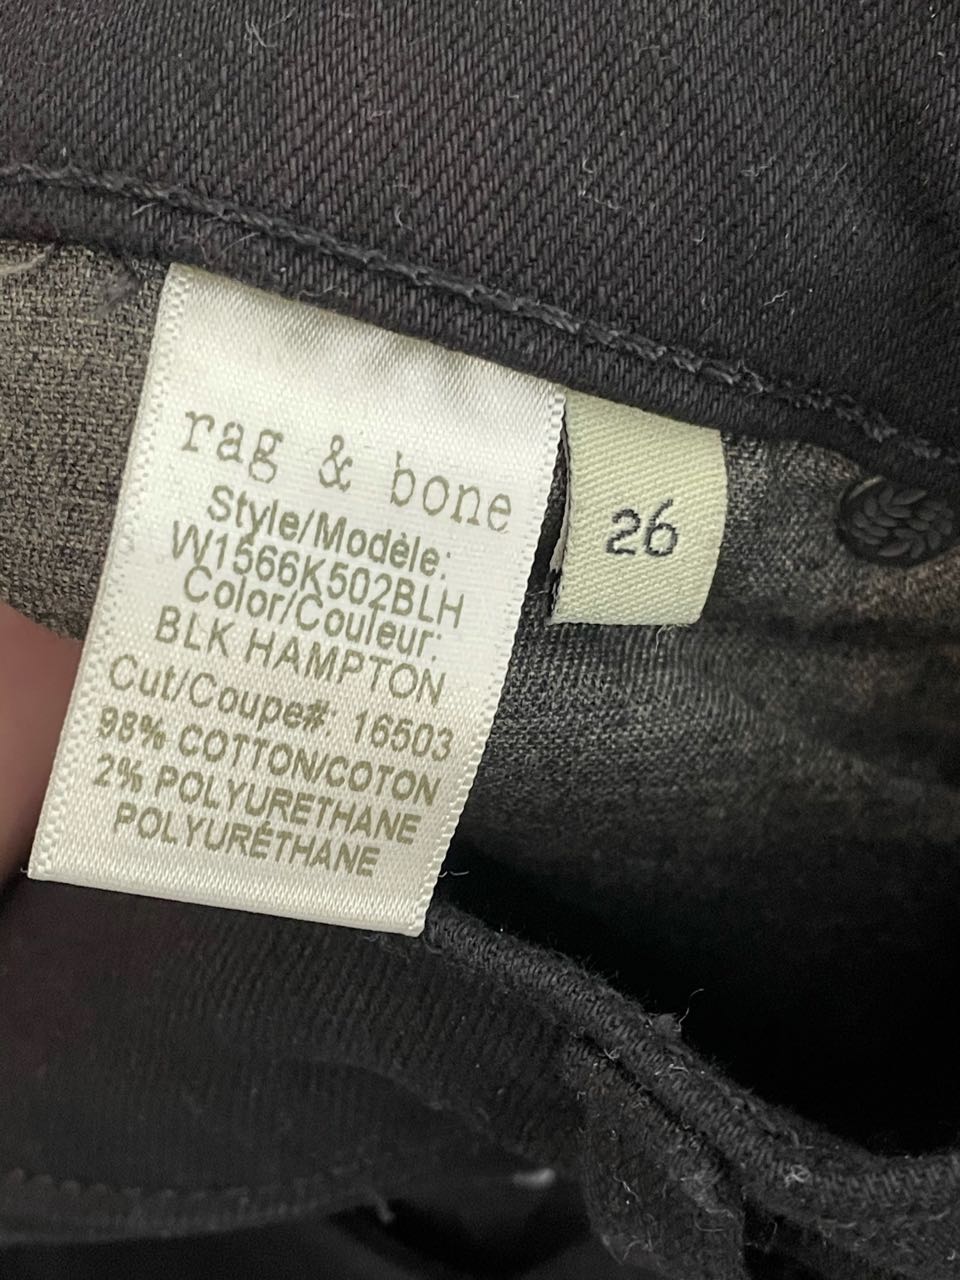 rag & bone
Style/Modèle:
W1566K502BLH
Color/Couleur:
BLK HAMPTON
Cut/Coupe#: 16503
98% COTTON/COTON
2% POLYURETHANE
POLYURÉTHANE
26